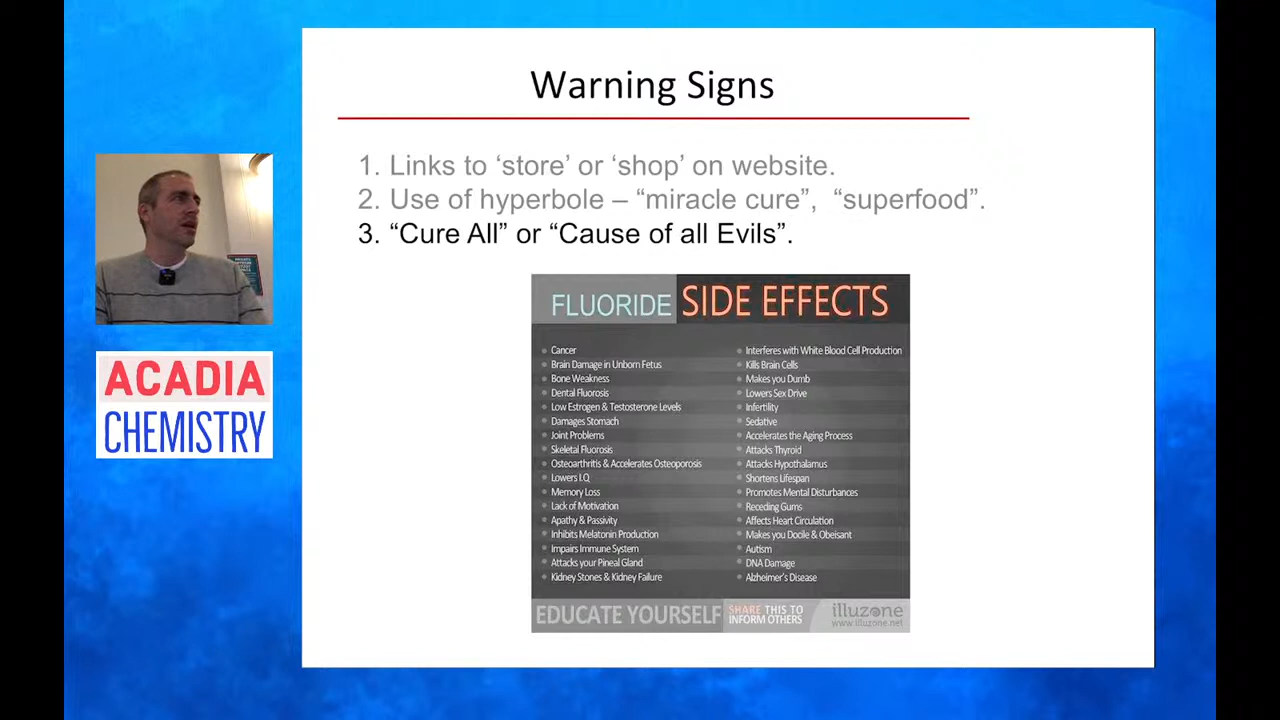 Warning Signs
1. Links to ‘store’ or ‘shop’ on website.
2. Use of hyperbole – “miracle cure”, “superfood”.
3. “Cure All” or “Cause of all Evils”.
ACADIA
CHEMISTRY
FLUORIDE SIDE EFFECTS
Cancer
Brain Damage in Unborn Fetus
Bone Weakness
Dental Fluorosis
Low Estrogen & Testosterone Levels
Damages Stomach
Joint Problems
Skeletal Fluorosis
Osteoarthritis & Accelerates Osteoporosis
Lowers I.Q
Memory Loss
Lack of Motivation
Apathy & Passivity
Inhibits Melatonin Production
Impairs Immune System
Attacks your Pineal Gland
Kidney Stones & Kidney Failure
Interferes with White Blood Cell Production
Kills Brain Cells
Makes you Dumb
Lowers Sex Drive
Infertility
Sedative
Accelerates the Aging Process
Attacks Thyroid
Attacks Hypothalamus
Shortens Lifespan
Promotes Mental Disturbances
Receding Gums
Affects Heart Circulation
Makes you Docile & Obeisant
Autism
DNA Damage
Alzheimer's Disease
EDUCATE YOURSELF
SHARE THIS TO
INFORM OTHERS
illuzone
www.illuzone.net